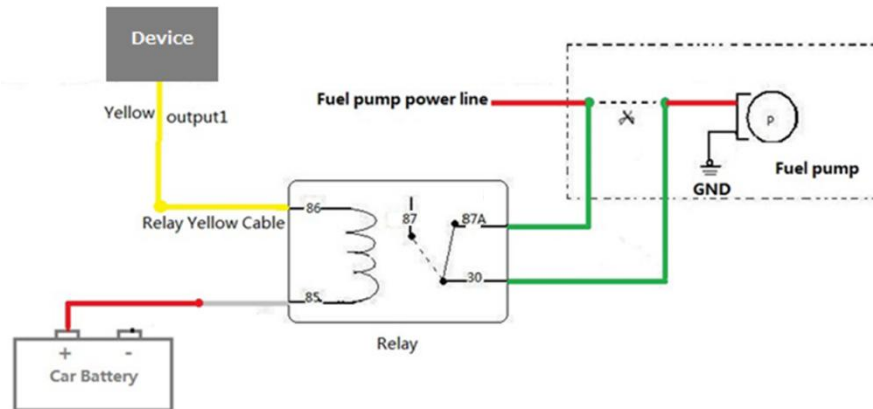 Device
Yellow
output1
Fuel pump power line
P
Fuel pump
GND
Relay Yellow Cable
86
87
87A
85
30
Relay
+
-
Car Battery